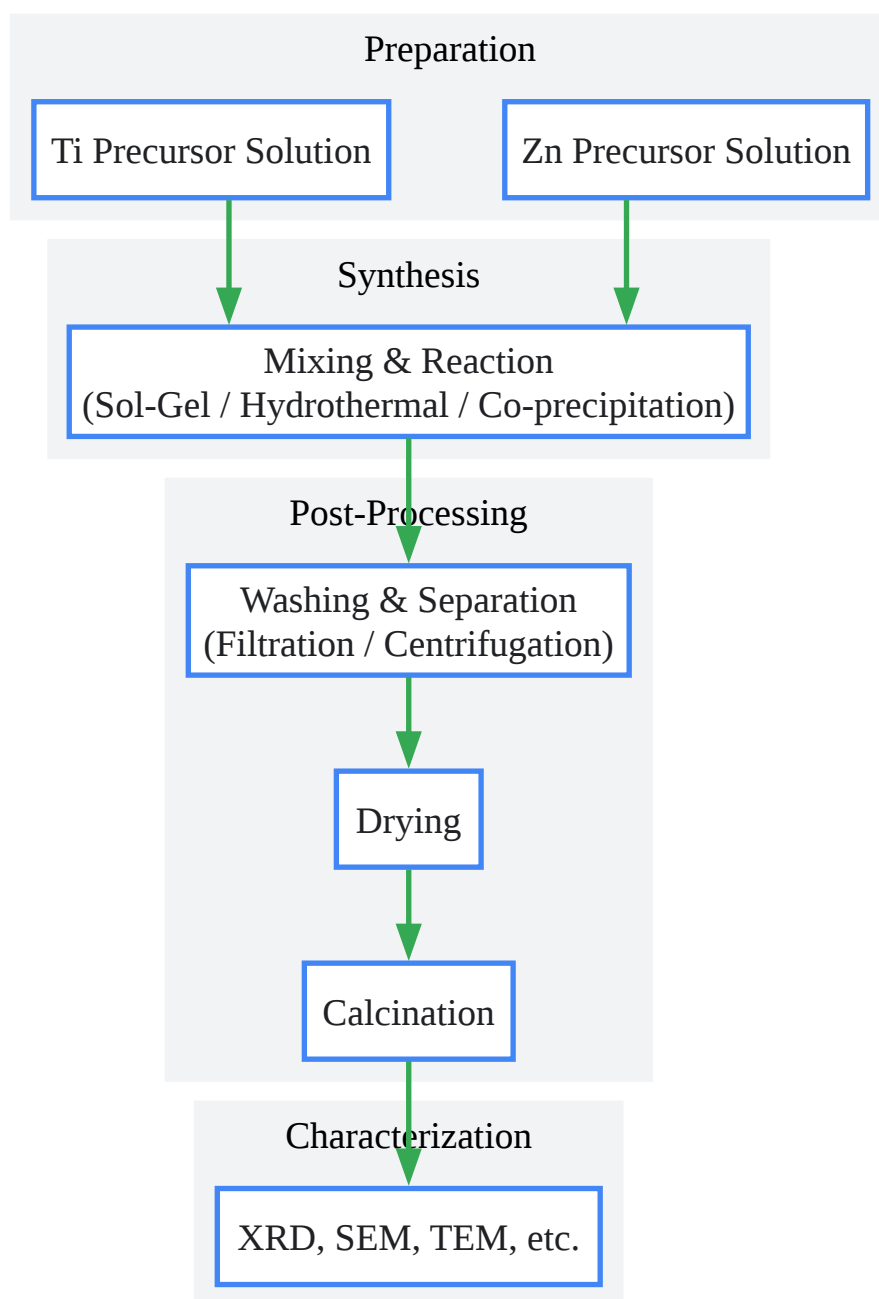 Preparation
Ti Precursor Solution
Zn Precursor Solution
Synthesis
Mixing & Reaction
(Sol-Gel / Hydrothermal / Co-precipitation)
Post-Processing
Washing & Separation
(Filtration / Centrifugation)
Drying
Calcination
Characterization
XRD, SEM, TEM, etc.